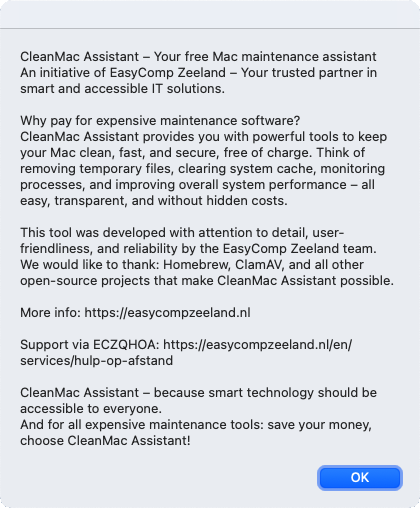 CleanMac Assistant – Your free Mac maintenance assistant
An initiative of EasyComp Zeeland – Your trusted partner in
smart and accessible IT solutions.
Why pay for expensive maintenance software?
CleanMac Assistant provides you with powerful tools to keep
your Mac clean, fast, and secure, free of charge. Think of
removing temporary files, clearing system cache, monitoring
processes, and improving overall system performance – all
easy, transparent, and without hidden costs.
This tool was developed with attention to detail, user-
friendliness, and reliability by the EasyComp Zeeland team.
We would like to thank: Homebrew, ClamAV, and all other
open-source projects that make CleanMac Assistant possible.
More info: https://easycompzeeland.nl
Support via ECZQHOA: https://easycompzeeland.nl/en/
services/hulp-op-afstand
CleanMac Assistant – because smart technology should be
accessible to everyone.
And for all expensive maintenance tools: save your money,
choose CleanMac Assistant!
OK